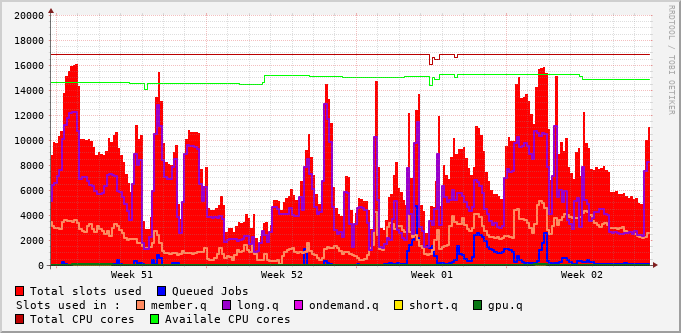 RRDTOOL / TOBI OETIKER
20000
18000
16000
14000
12000
10000
8000
6000
4000
2000
0
Week 51 Week 52 Week 01 Week 02
Total slots used Queued Jobs
Slots used in : member.q long.q ondemand.q short.q gpu.q
Total CPU cores Availale CPU cores